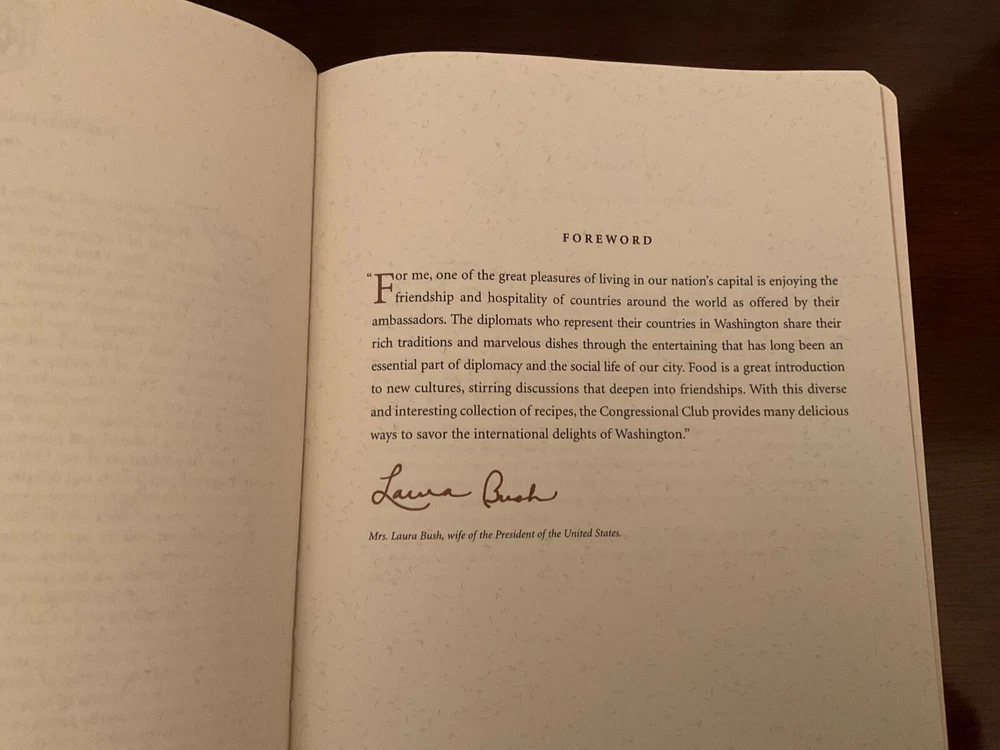 FOREWORD
“For me, one of the great pleasures of living in our nation’s capital is enjoying the
friendship and hospitality of countries around the world as offered by their
ambassadors. The diplomats who represent their countries in Washington share their
rich traditions and marvelous dishes through the entertaining that has long been an
essential part of diplomacy and the social life of our city. Food is a great introduction
to new cultures, stirring discussions that deepen into friendships. With this diverse
and interesting collection of recipes, the Congressional Club provides many delicious
ways to savor the international delights of Washington.”
Laura Bush
Mrs. Laura Bush, wife of the President of the United States.